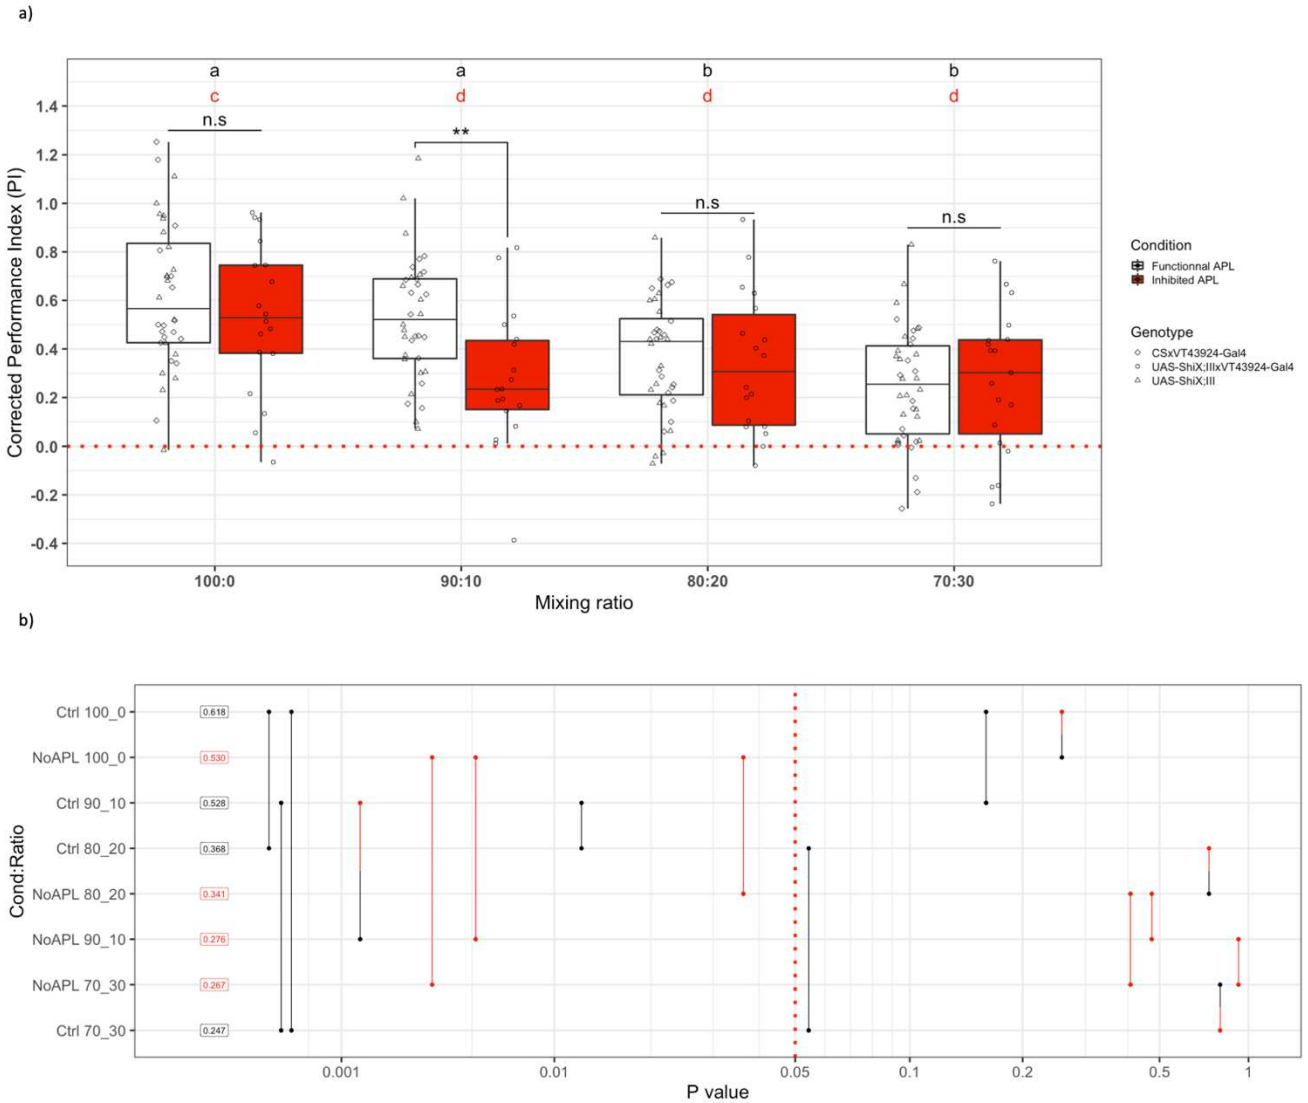 a)
a a b b
c d d d
n.s ** n.s n.s
Corrected Performance Index (PI)
1.4
1.2
1.0
0.8
0.6
0.4
0.2
0.0
-0.2
-0.4
100:0 90:10 80:20 70:30
Mixing ratio
Condition
Functionnal APL
Inhibited APL
Genotype
CSxVT43924-Gal4
UAS-ShiX;IIIxVT43924-Gal4
UAS-ShiX;III
b)
Cond:Ratio
Ctrl 100_0 0.618
NoAPL 100_0 0.530
Ctrl 90_10 0.528
Ctrl 80_20 0.368
NoAPL 80_20 0.341
NoAPL 90_10 0.276
NoAPL 70_30 0.267
Ctrl 70_30 0.247
0.001 0.01 0.05 0.1 0.2 0.5 1
P value